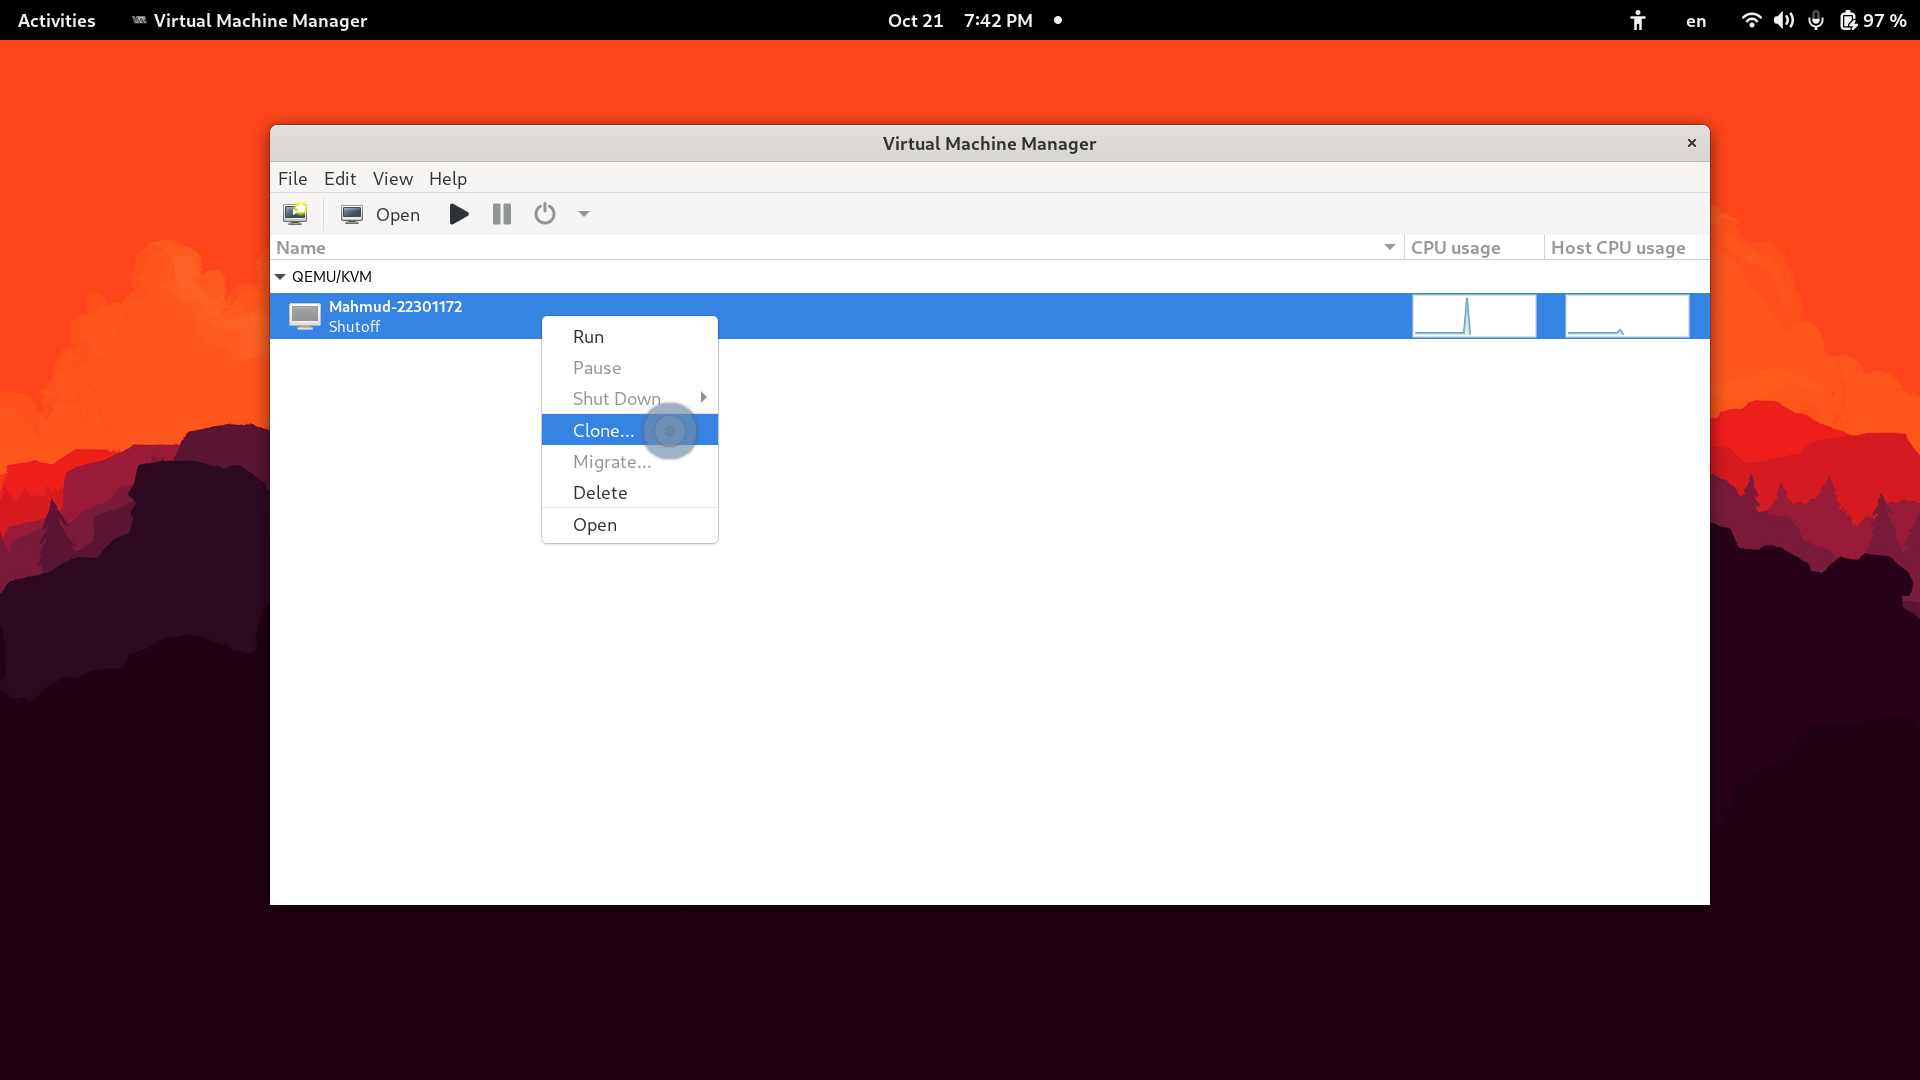 Activities Virtual Machine Manager Oct 21 7:42 PM en 97 %
Virtual Machine Manager
File Edit View Help
Open
Name CPU usage Host CPU usage
QEMU/KVM
Mahmud-22301172
Shutoff
Run
Pause
Shut Down
Clone...
Migrate...
Delete
Open